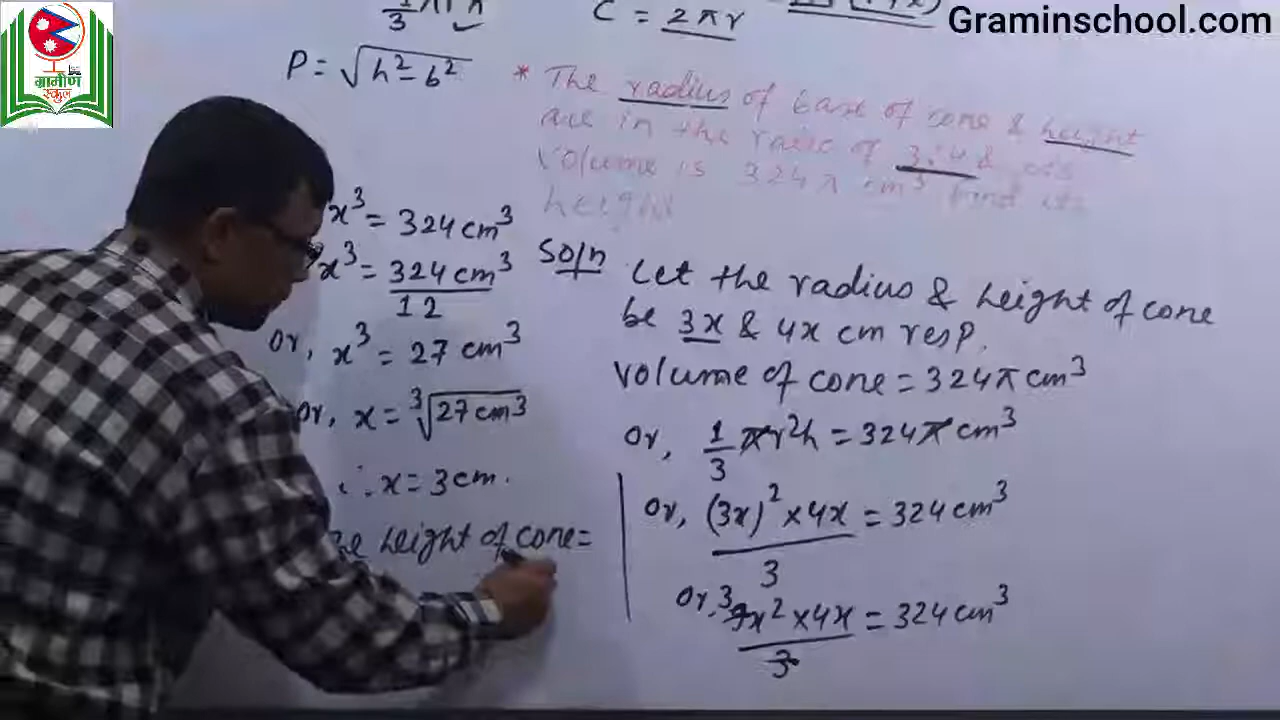 Graminschool.com
ग्रामीण
स्कुल
C = 2πr
P = √h²-b²
* The radius of base of cone & height
are in the ratio of 3:4 & its
volume is 324π cm³ find its
height
Soln
Let the radius & height of cone
be 3x & 4x cm resp.
volume of cone = 324π cm³
or, 1/3 πr²h = 324π cm³
or, (3x)² × 4x / 3 = 324 cm³
or, 3 9x² × 4x / 3 = 324 cm³
x³ = 324 cm³
x³ = 324 cm³ / 12
or, x³ = 27 cm³
or, x = ³√27 cm³
∴ x = 3 cm.
height of cone =